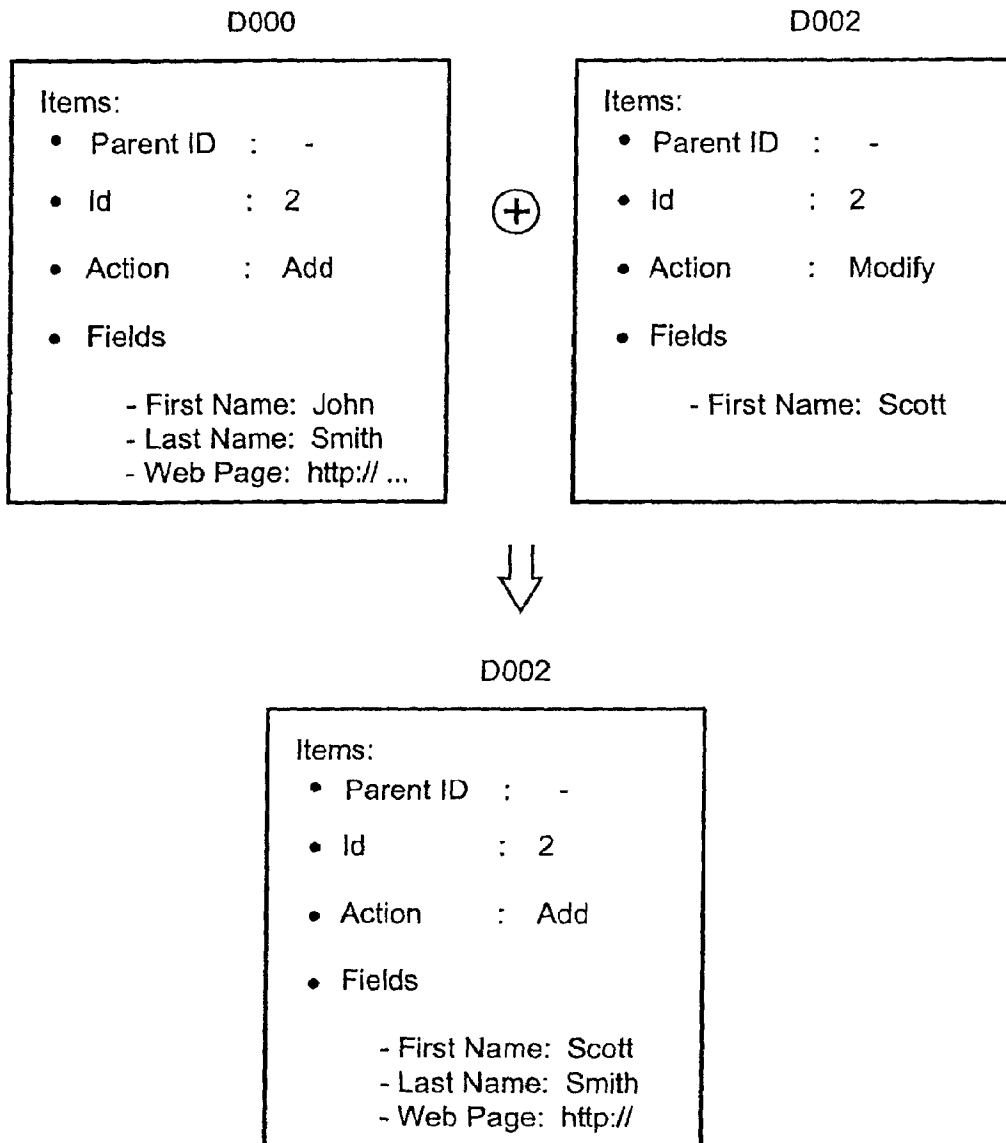 D000
Items:
• Parent ID : -
• Id : 2
• Action : Add
• Fields
- First Name: John
- Last Name: Smith
- Web Page: http:// ...
+
D002
Items:
• Parent ID : -
• Id : 2
• Action : Modify
• Fields
- First Name: Scott
D002
Items:
• Parent ID : -
• Id : 2
• Action : Add
• Fields
- First Name: Scott
- Last Name: Smith
- Web Page: http://